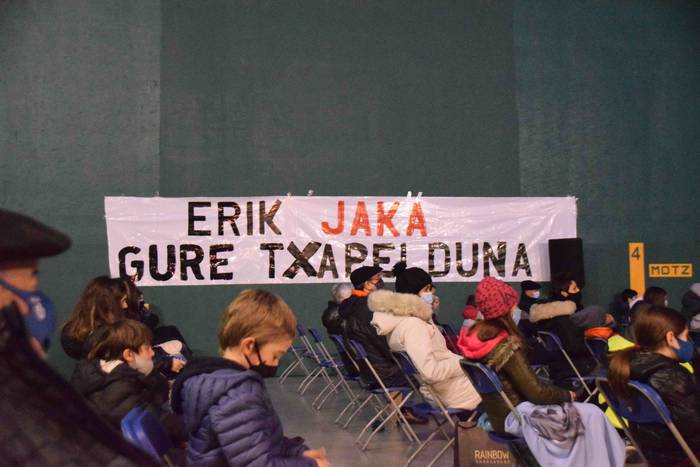 ERIK JAKA
GURE TXAPELDUNA
4
MOTZ
RAINBOW